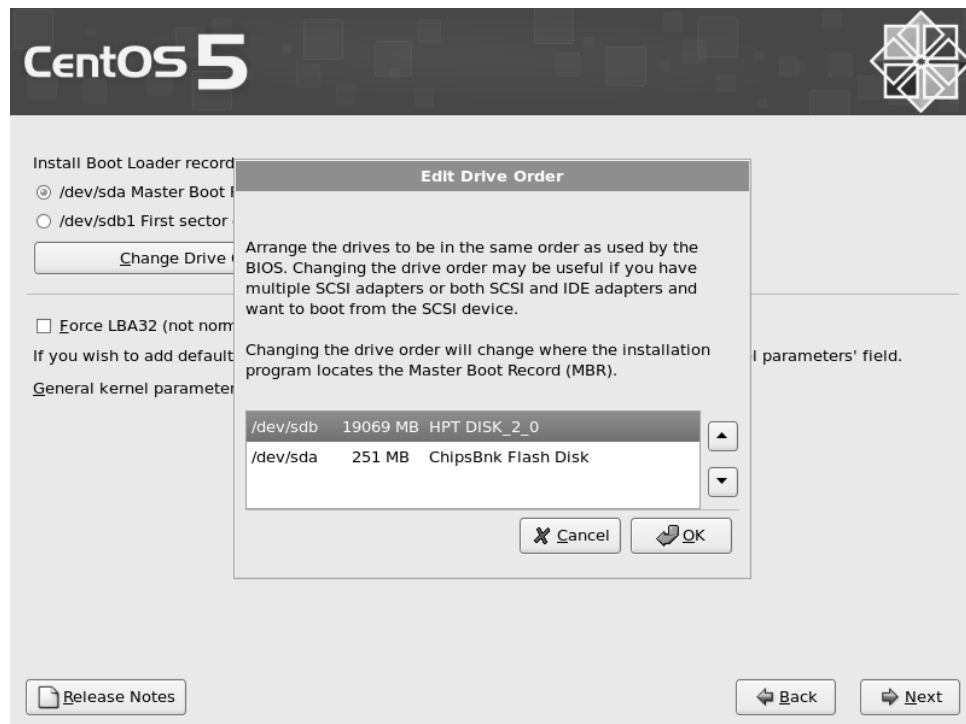 CentOS 5
Install Boot Loader record
/dev/sda Master Boot
/dev/sdb1 First sector
Change Drive
Force LBA32 (not
If you wish to add default
l parameters' field.
General kernel
Edit Drive Order
Arrange the drives to be in the same order as used by the
BIOS. Changing the drive order may be useful if you have
multiple SCSI adapters or both SCSI and IDE adapters and
want to boot from the SCSI device.
Changing the drive order will change where the installation
program locates the Master Boot Record (MBR).
/dev/sdb 19069 MB HPT DISK_2_0
/dev/sda 251 MB ChipsBnk Flash Disk
Cancel
OK
Release Notes
Back
Next